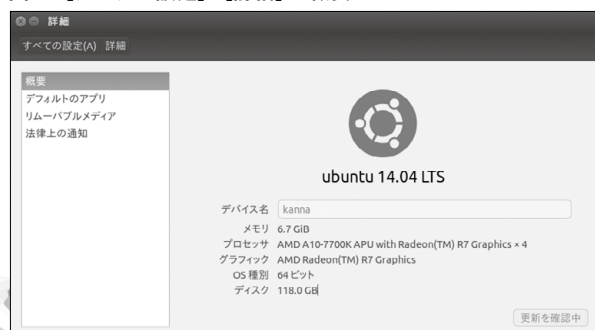 詳細
すべての設定(A) 詳細
概要
デフォルトのアプリ
リムーバブルメディア
法律上の通知
ubuntu 14.04 LTS
デバイス名 kanna
メモリ 6.7 GiB
プロセッサ AMD A10-7700K APU with Radeon(TM) R7 Graphics × 4
グラフィック AMD Radeon(TM) R7 Graphics
OS 種別 64 ビット
ディスク 118.0 GB
更新を確認中